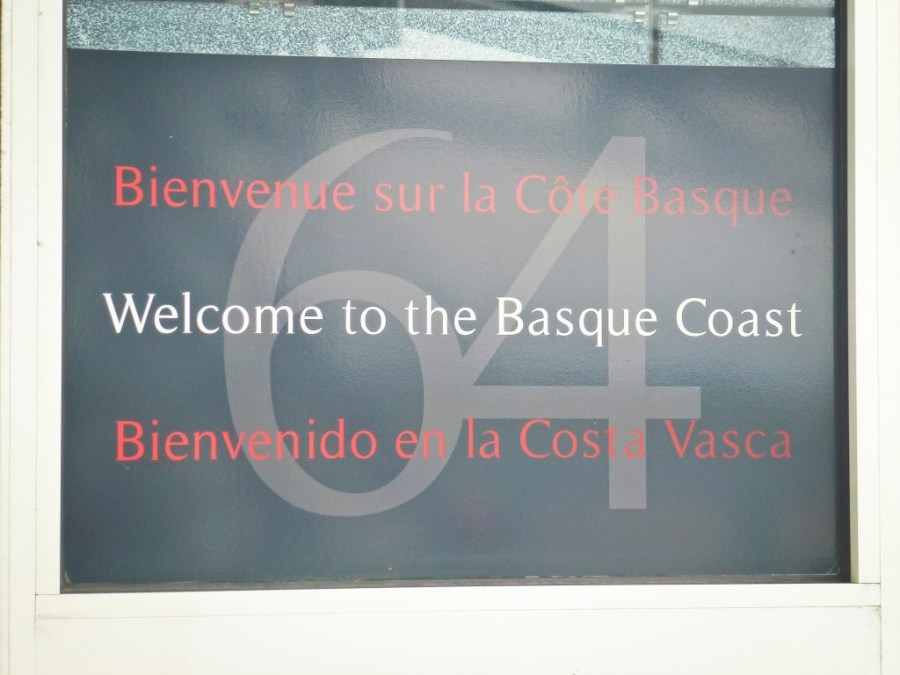 64
Bienvenue sur la Côte Basque
Welcome to the Basque Coast
Bienvenido en la Costa Vasca